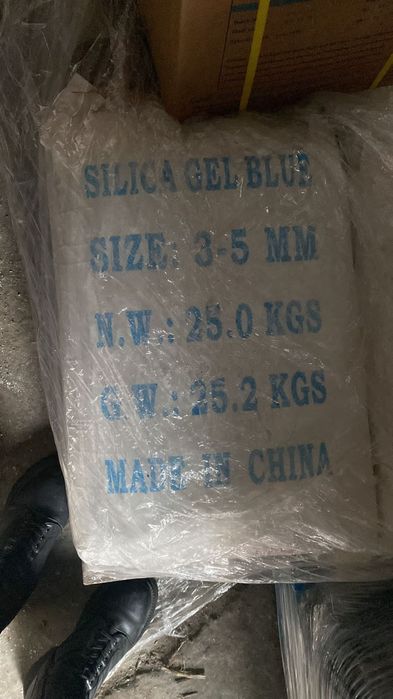 SILICA GEL BLUE
SIZE: 3-5 MM
N.W.: 25.0 KGS
G.W.: 25.2 KGS
MADE IN CHINA